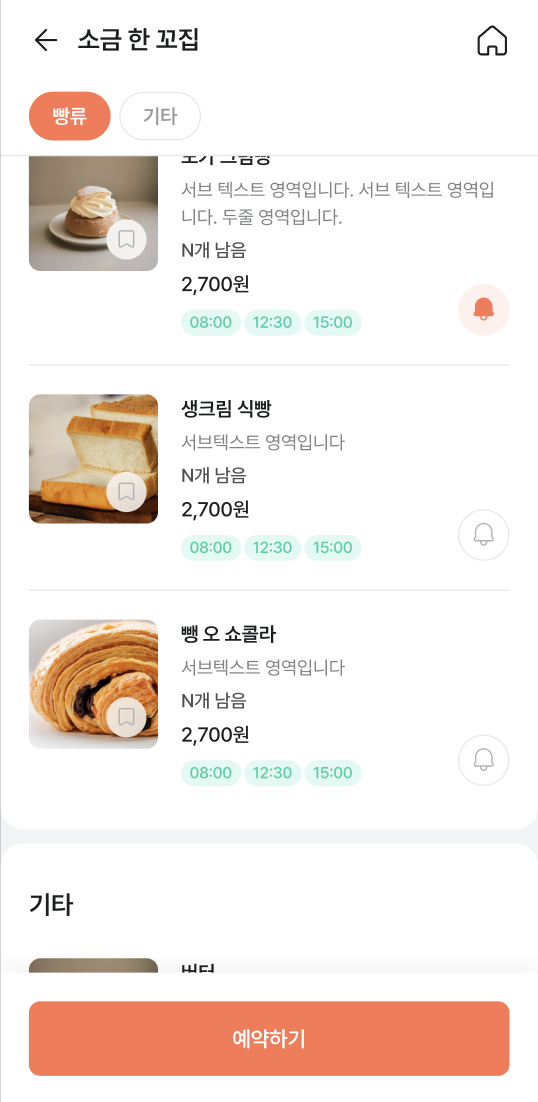 소금 한 꼬집
빵류
기타
서브 텍스트 영역입니다. 서브 텍스트 영역입
니다. 두줄 영역입니다.
N개 남음
2,700원
08:00 12:30 15:00
생크림 식빵
서브텍스트 영역입니다
N개 남음
2,700원
08:00 12:30 15:00
뺑 오 쇼콜라
서브텍스트 영역입니다
N개 남음
2,700원
08:00 12:30 15:00
기타
버터
예약하기